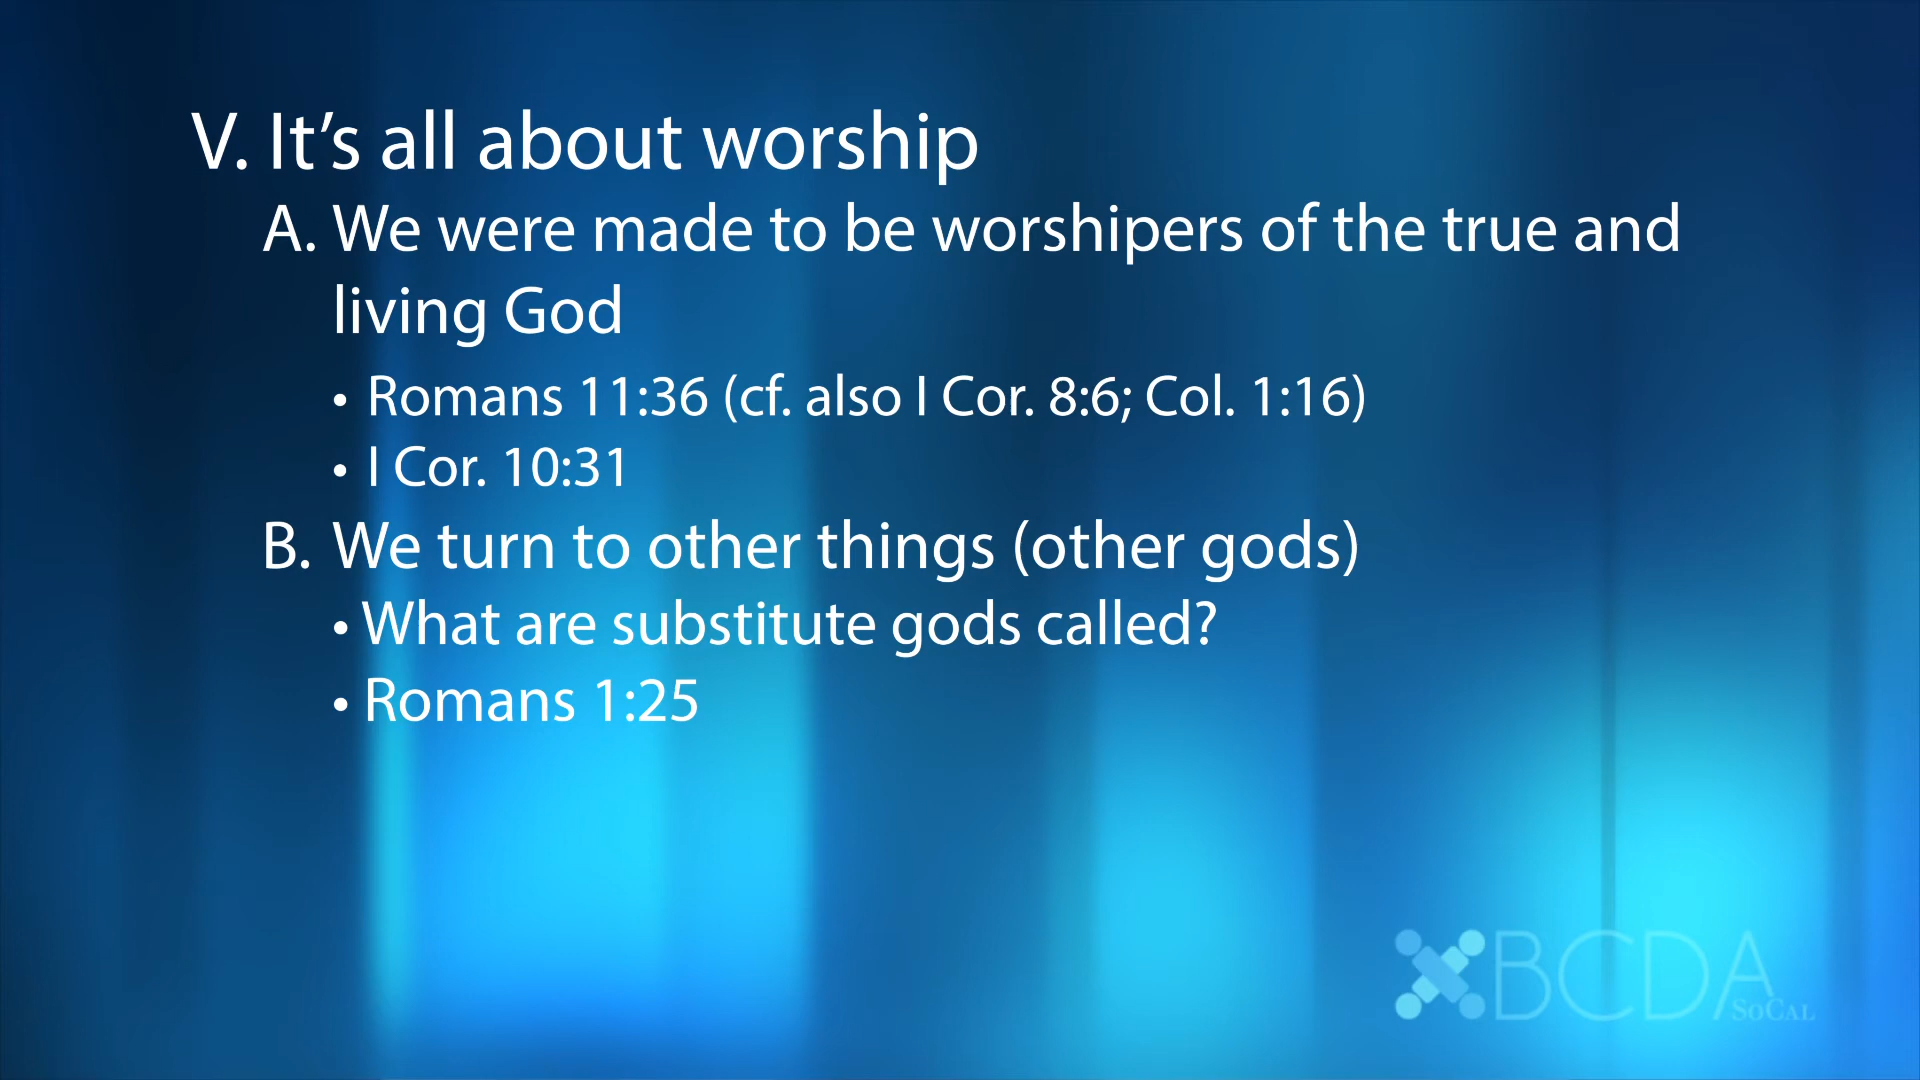 V. It’s all about worship
A. We were made to be worshipers of the true and
living God
• Romans 11:36 (cf. also I Cor. 8:6; Col. 1:16)
• I Cor. 10:31
B. We turn to other things (other gods)
• What are substitute gods called?
• Romans 1:25
BCDA
SoCal